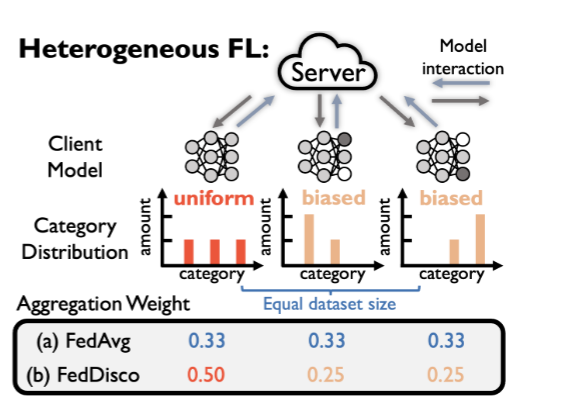 Heterogeneous FL:
Server
Model
interaction
Client
Model
uniform
biased
biased
Category
Distribution
amount
amount
amount
category
category
category
Aggregation Weight
Equal dataset size
(a) FedAvg 0.33 0.33 0.33
(b) FedDisco 0.50 0.25 0.25